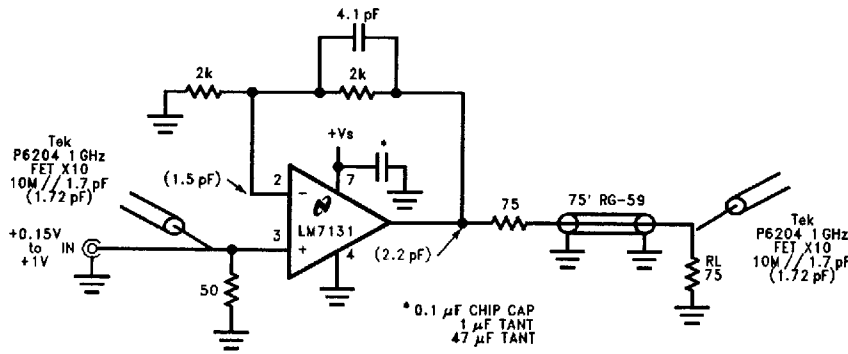 4.1 pF
2k
2k
+Vs
*
Tek
P6204 1 GHz
FET X10
10M // 1.7 pF
(1.72 pF)
(1.5 pF)
2
7
-
LM7131
75
75' RG-59
+0.15V
to
+1V
IN
3
+
4
(2.2 pF)
50
RL
75
Tek
P6204 1 GHz
FET X10
10M // 1.7 pF
(1.72 pF)
* 0.1 μF CHIP CAP
1 μF TANT
47 μF TANT